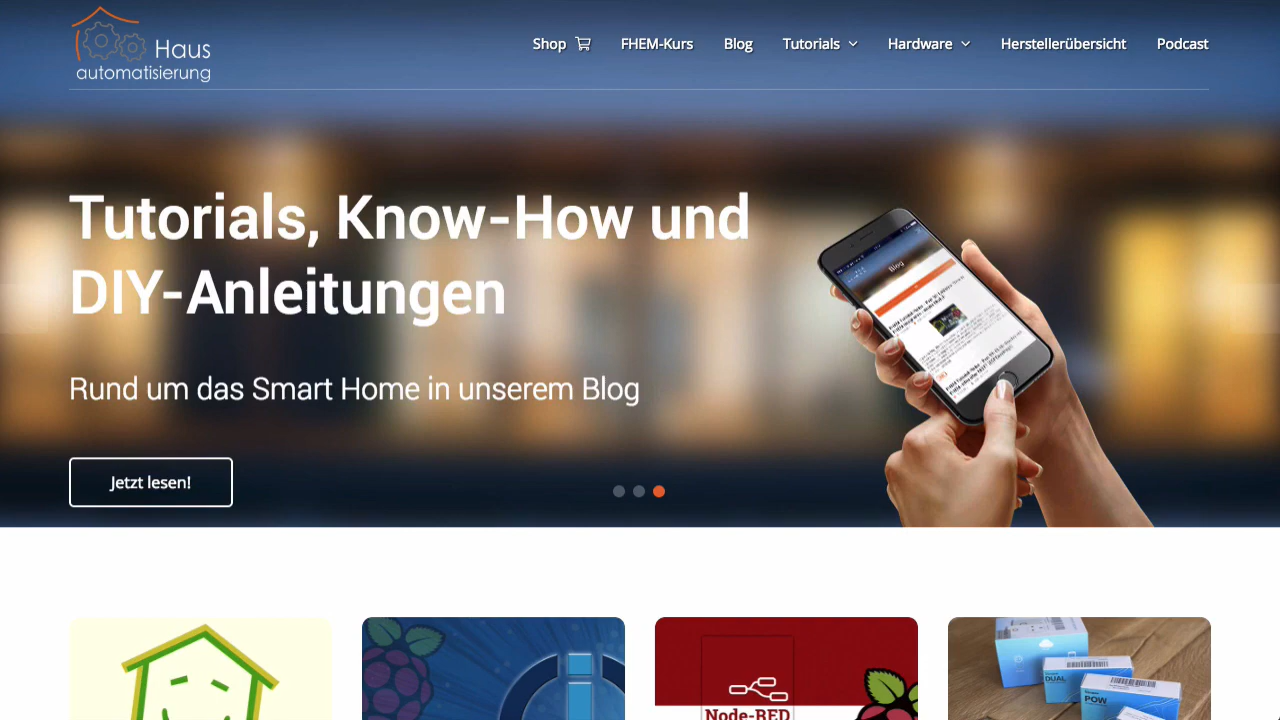 Haus
automatisierung
Shop
FHEM-Kurs
Blog
Tutorials
Hardware
Herstellerübersicht
Podcast
Tutorials, Know-How und
DIY-Anleitungen
Rund um das Smart Home in unserem Blog
Jetzt lesen!
Blog
Node-RED
DUAL
POW